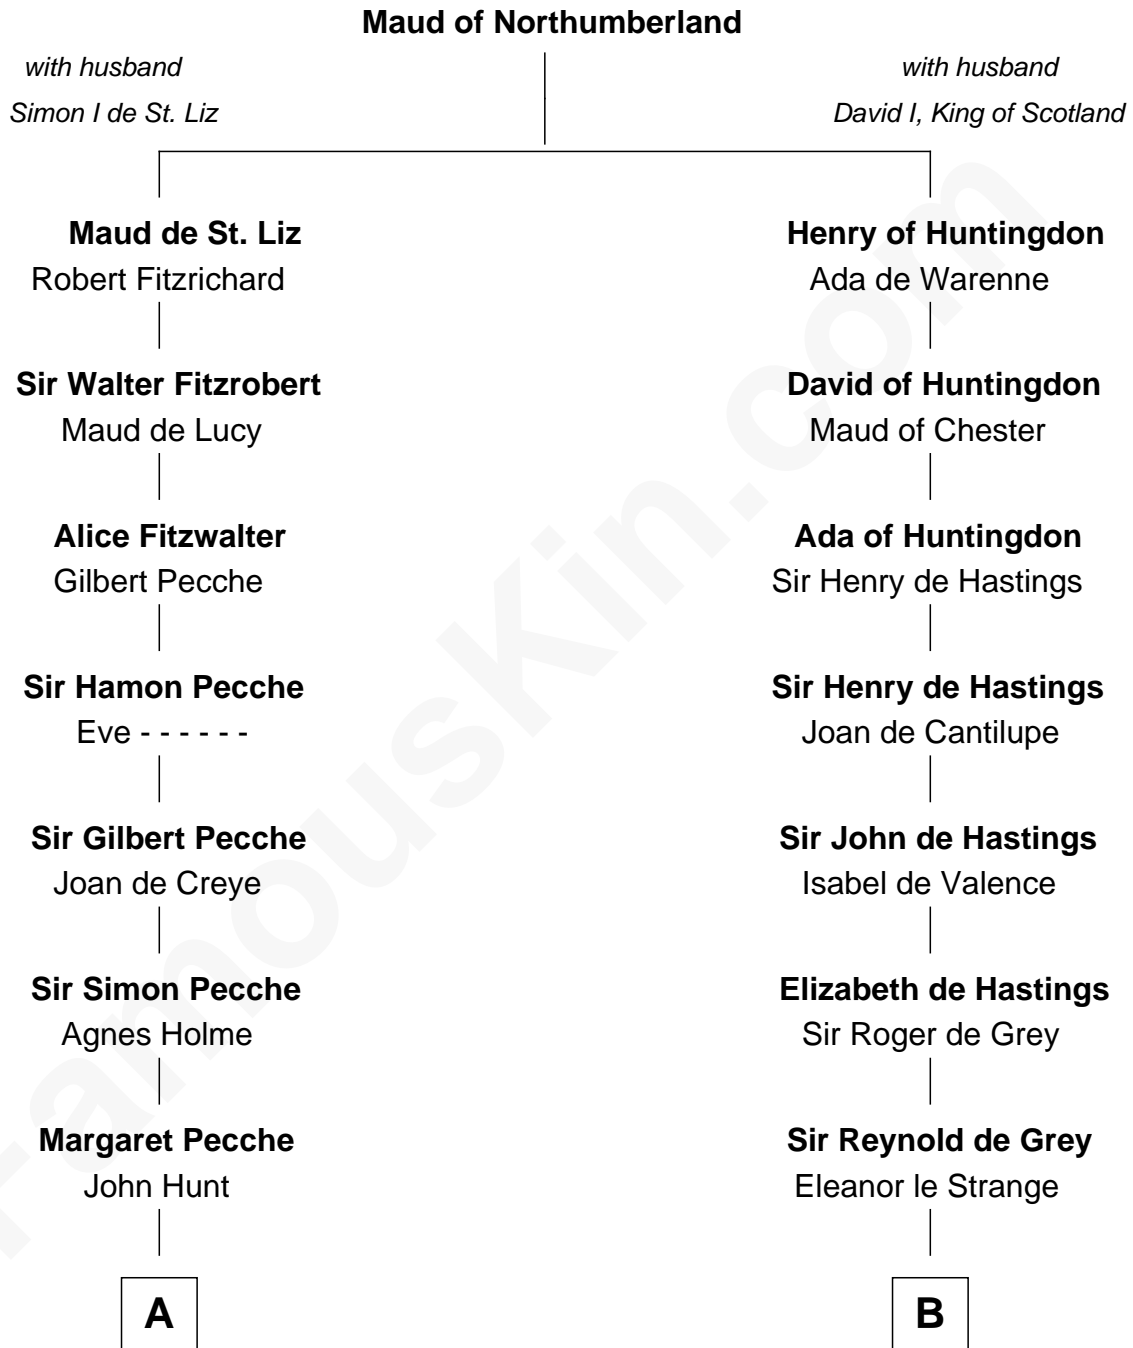 Maud of Northumberland
with husband
Simon I de St. Liz
with husband
David I, King of Scotland
Maud de St. Liz
Robert Fitzrichard
Henry of Huntingdon
Ada de Warenne
Sir Walter Fitzrobert
Maud de Lucy
David of Huntingdon
Maud of Chester
Alice Fitzwalter
Gilbert Pecche
Ada of Huntingdon
Sir Henry de Hastings
Sir Hamon Pecche
Eve - - - - - -
Sir Henry de Hastings
Joan de Cantilupe
Sir Gilbert Pecche
Joan de Creye
Sir John de Hastings
Isabel de Valence
Sir Simon Pecche
Agnes Holme
Elizabeth de Hastings
Sir Roger de Grey
Margaret Pecche
John Hunt
Sir Reynold de Grey
Eleanor le Strange
A
B
FamousKin.com